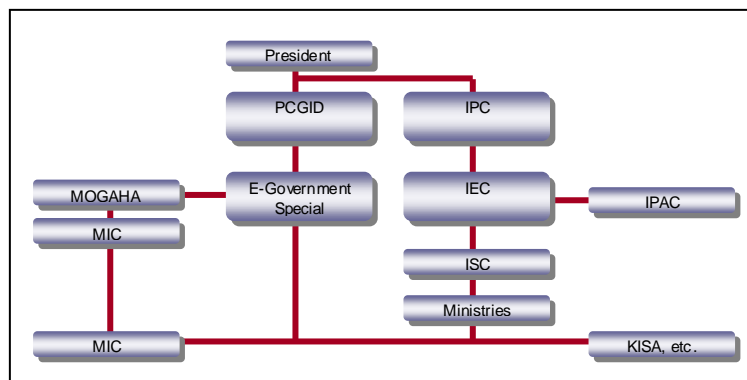 President
PCGID
IPC
E-Government
Special
IEC
MOGAHA
IPAC
MIC
ISC
Ministries
MIC
KISA, etc.